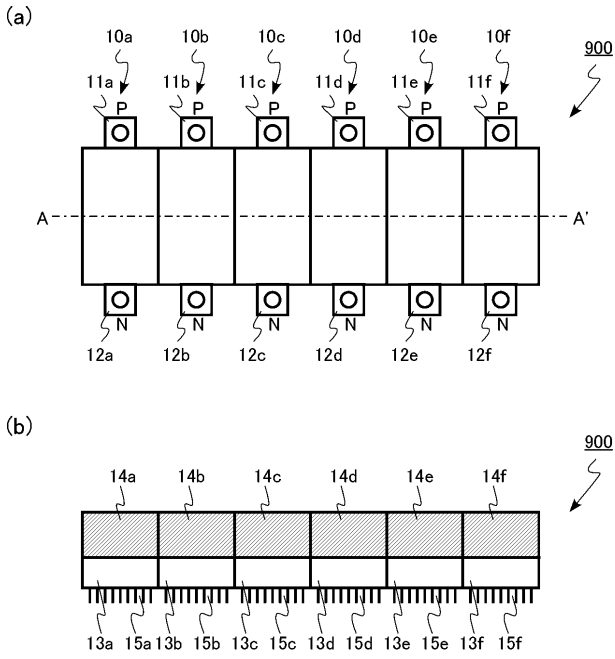 (a)
10a 10b 10c 10d 10e 10f
900
11a 11b 11c 11d 11e 11f
P P P P P P
A A'
N N N N N N
12a 12b 12c 12d 12e 12f
(b)
900
14a 14b 14c 14d 14e 14f
13a 15a 13b 15b 13c 15c 13d 15d 13e 15e 13f 15f